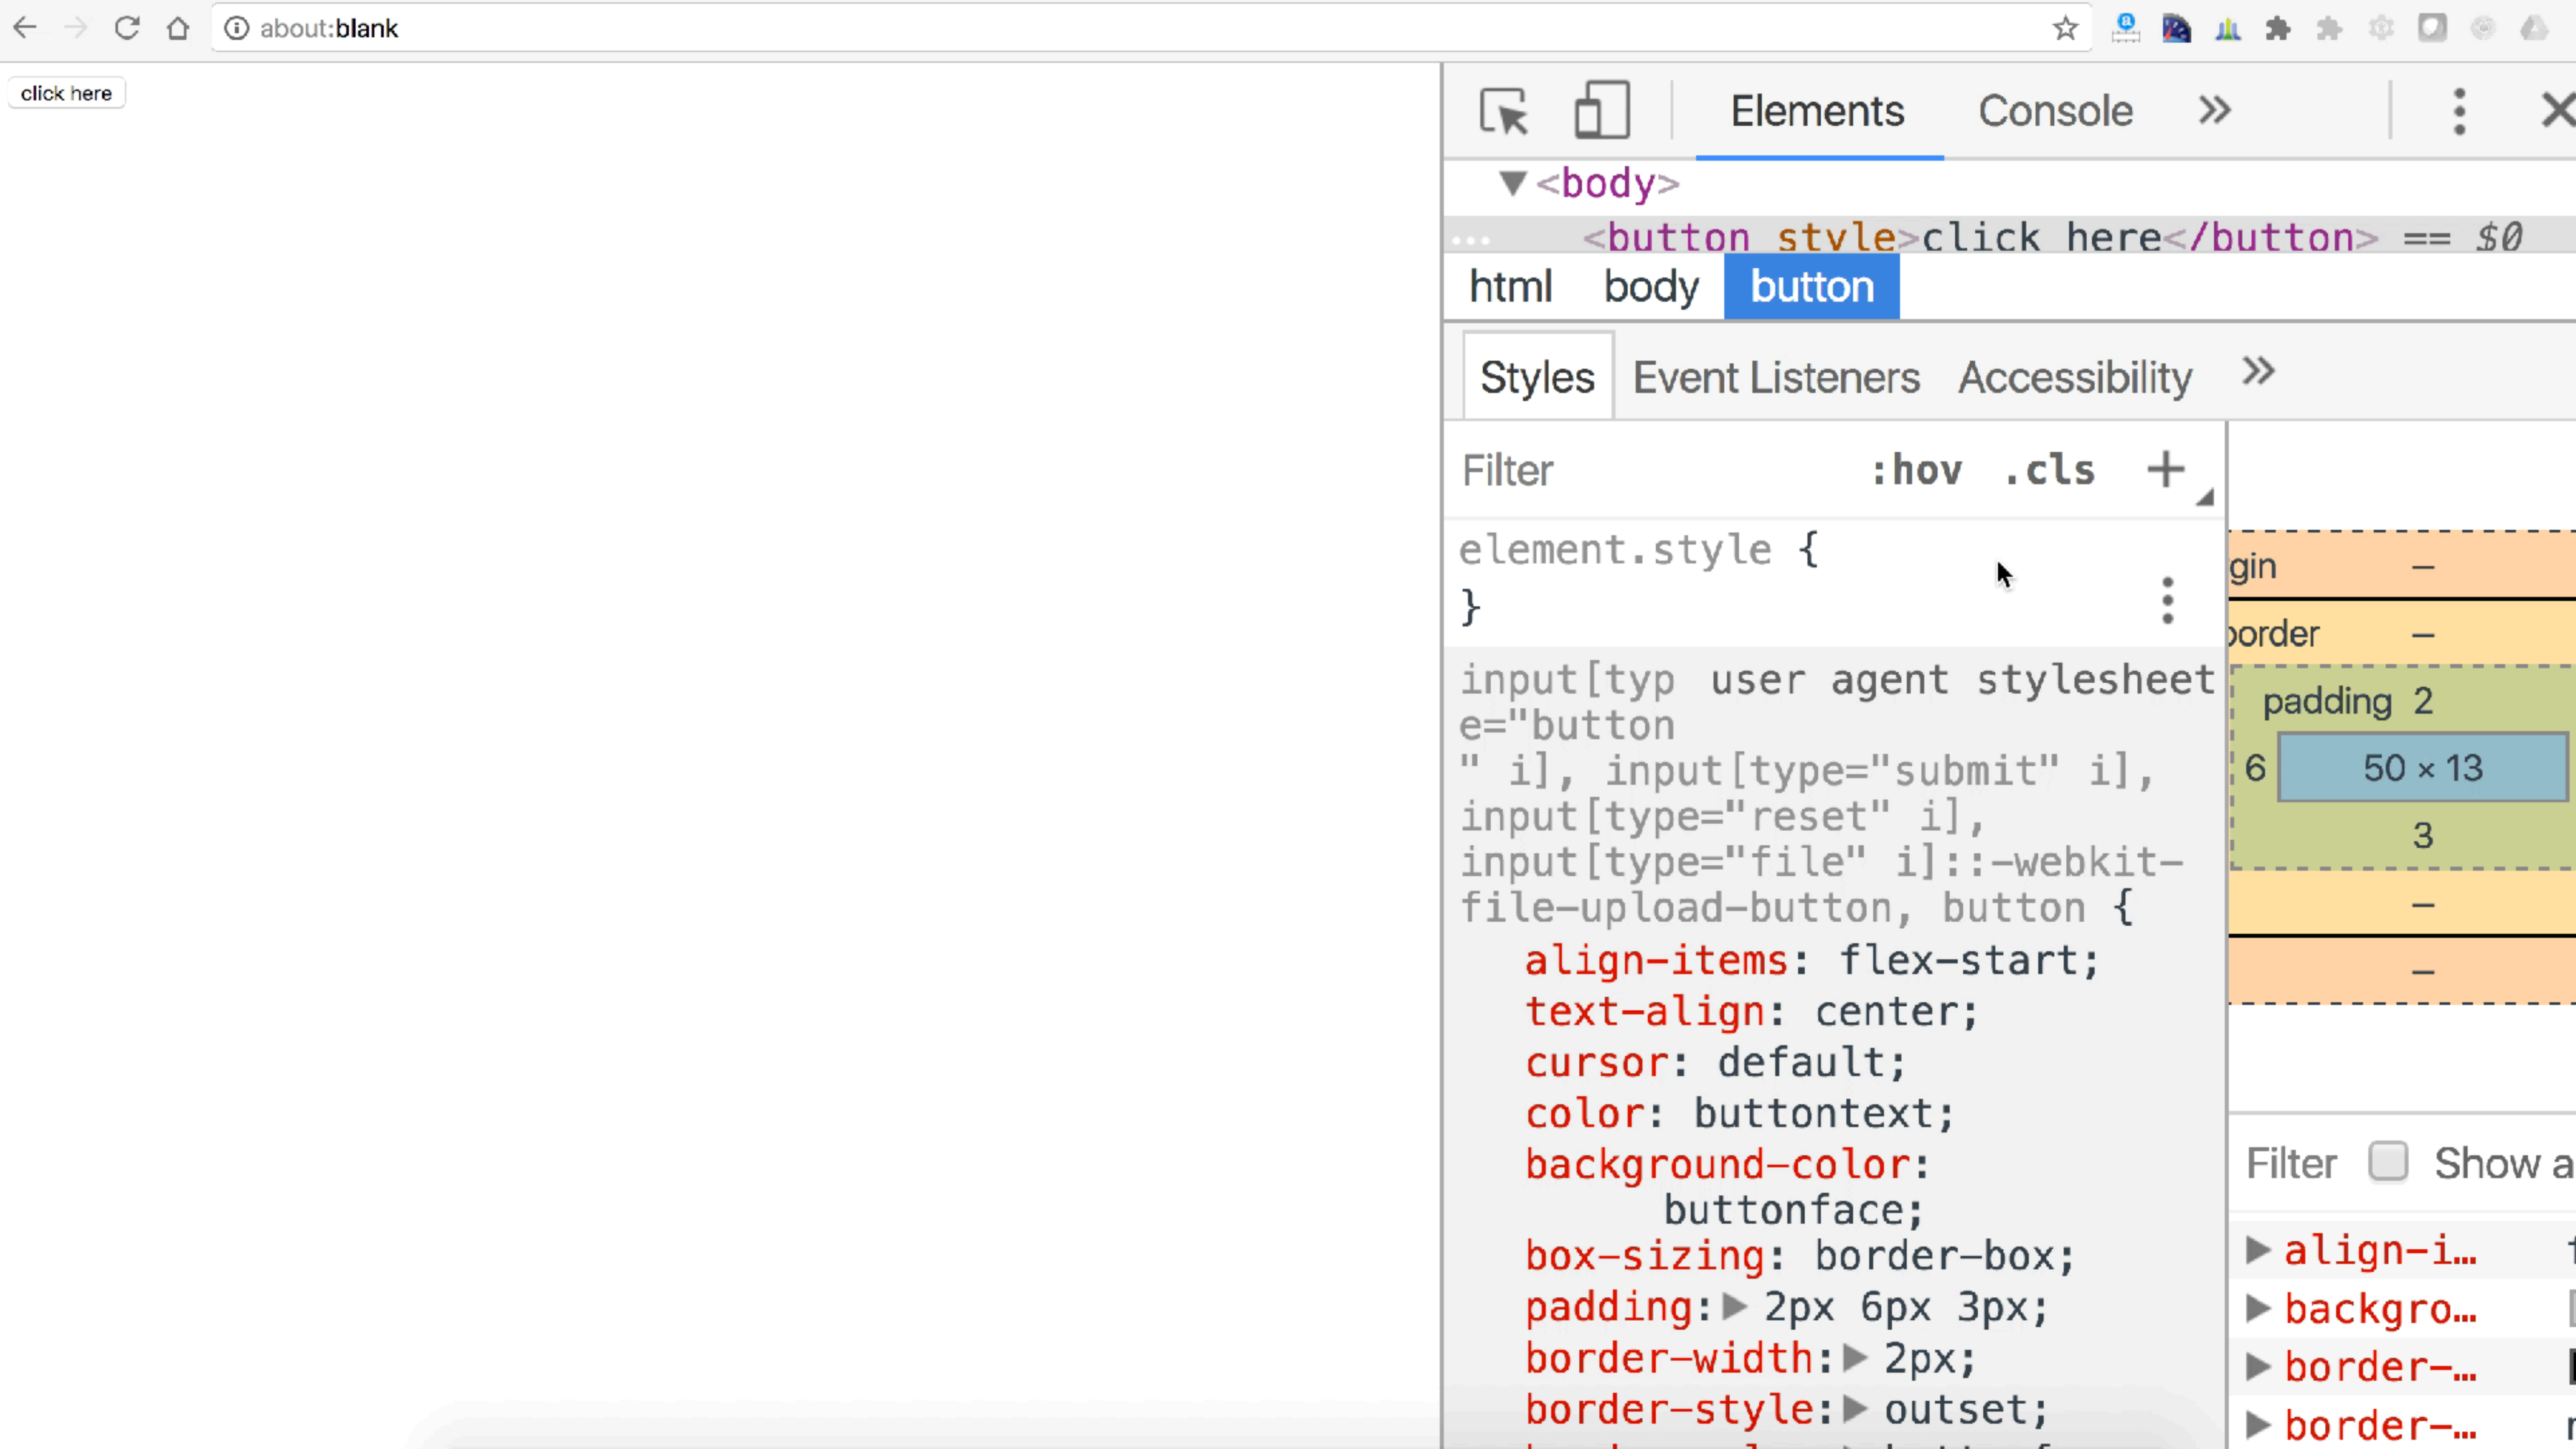 about:blank
click here
Elements Console
<body>
<button style>click here</button> == $0
html body button
Styles Event Listeners Accessibility
Filter :hov .cls +
element.style {
}
input[typ user agent stylesheet
e="button
" i], input[type="submit" i],
input[type="reset" i],
input[type="file" i]::-webkit-
file-upload-button, button {
align-items: flex-start;
text-align: center;
cursor: default;
color: buttontext;
background-color:
buttonface;
box-sizing: border-box;
padding: 2px 6px 3px;
border-width: 2px;
border-style: outset;
gin –
border –
padding 2
6 50 × 13
3
–
–
Filter Show a
align-i…
backgro…
border-…
border-…